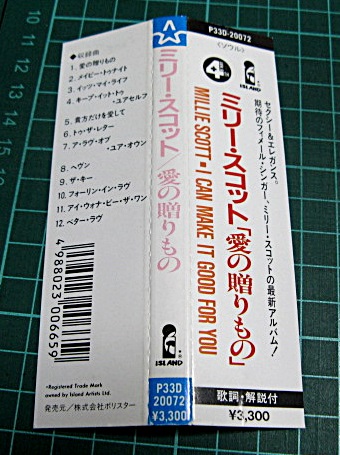 ◆収録曲
1. 愛の贈りもの
2. メイビー・トゥナイト
3. イッツ・マイ・ライフ
4. キープ・イット・トゥ・ユアセルフ
5. 貴方だけを愛して
6. トゥ・ザ・レター
7. ア・ラヴ・オブ・ユア・オウン
8. ヘヴン
9. ザ・キー
10. フォーリン・イン・ラヴ
11. アイ・ウォナ・ビー・ザ・ワン
12. ベター・ラヴ
4988023006659
*Registered Trade Mark
owned by Island Artists Ltd.
発売元／株式会社ポリスター
ミリー・スコット／愛の贈りもの
ISLAND
P33D
20072
¥3,300
P33D-20072
〈ソウル〉
4
ISLAND
セクシー&エレガンス。
期待のフィメール・シンガー、ミリー・スコットの最新アルバム!
ミリー・スコット「愛の贈りもの」
MILLIE SCOTT・I CAN MAKE IT GOOD FOR YOU
歌詞・解説付
¥3,300
10
11
12
13
14
15
16
17
18
19